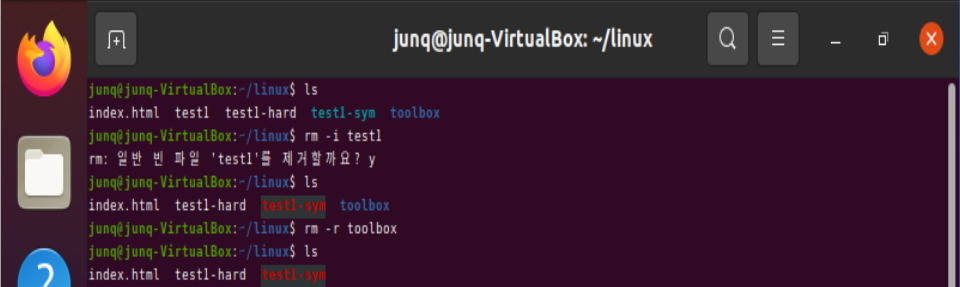 junq@junq-VirtualBox: ~/linux
junq@junq-VirtualBox:~/linux$ ls
index.html test1 test1-hard test1-sym toolbox
junq@junq-VirtualBox:~/linux$ rm -i test1
rm: 일반 빈 파일 'test1'를 제거할까요? y
junq@junq-VirtualBox:~/linux$ ls
index.html test1-hard test1-sym toolbox
junq@junq-VirtualBox:~/linux$ rm -r toolbox
junq@junq-VirtualBox:~/linux$ ls
index.html test1-hard test1-sym